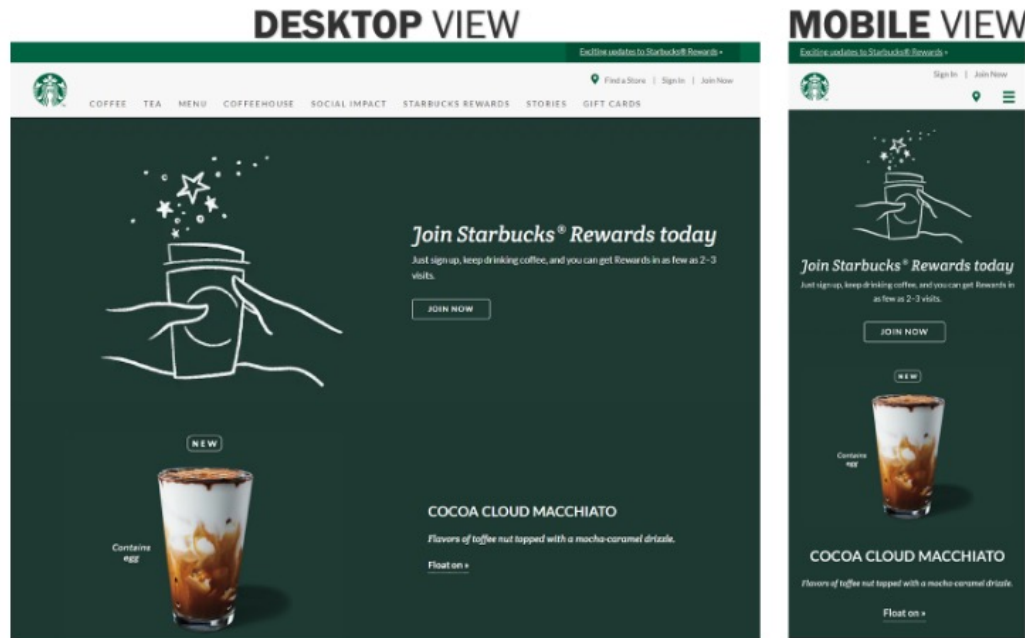 DESKTOP VIEW
Exciting updates to Starbucks® Rewards »
Find a Store | Sign In | Join Now
COFFEE TEA MENU COFFEEHOUSE SOCIAL IMPACT STARBUCKS REWARDS STORIES GIFT CARDS
Join Starbucks® Rewards today
Just sign up, keep drinking coffee, and you can get Rewards in as few as 2–3
visits.
JOIN NOW
NEW
Contains
egg
COCOA CLOUD MACCHIATO
Flavors of toffee nut topped with a mocha-caramel drizzle.
Float on »
MOBILE VIEW
Exciting updates to Starbucks® Rewards »
Sign In | Join Now
Join Starbucks® Rewards today
Just sign up, keep drinking coffee, and you can get Rewards in
as few as 2–3 visits.
JOIN NOW
NEW
Contains
egg
COCOA CLOUD MACCHIATO
Flavors of toffee nut topped with a mocha-caramel drizzle.
Float on »